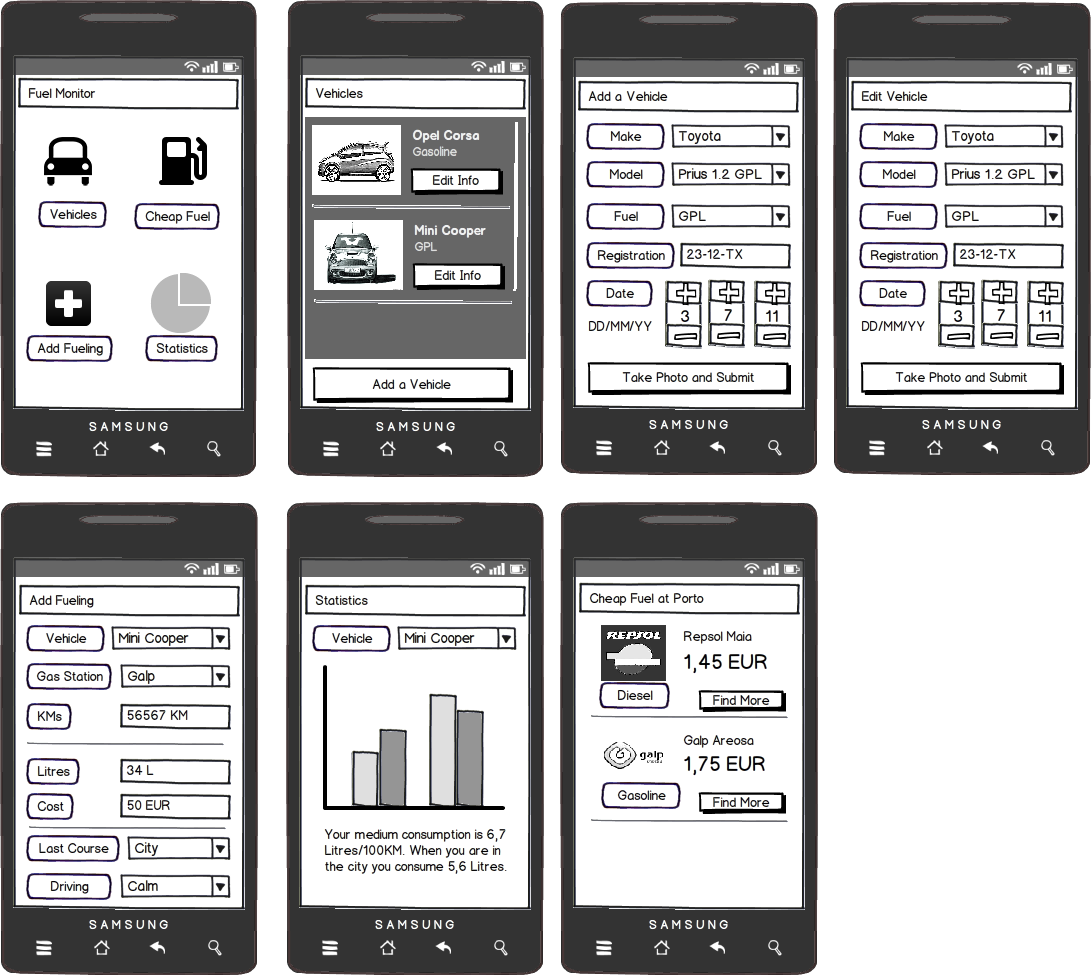 Fuel Monitor
Vehicles
Cheap Fuel
Add Fueling
Statistics
SAMSUNG
Vehicles
Opel Corsa
Gasoline
Edit Info
Mini Cooper
GPL
Edit Info
Add a Vehicle
SAMSUNG
Add a Vehicle
Make
Toyota
Model
Prius 1.2 GPL
Fuel
GPL
Registration
23-12-TX
Date
DD/MM/YY
3
7
11
Take Photo and Submit
SAMSUNG
Edit Vehicle
Make
Toyota
Model
Prius 1.2 GPL
Fuel
GPL
Registration
23-12-TX
Date
DD/MM/YY
3
7
11
Take Photo and Submit
SAMSUNG
Add Fueling
Vehicle
Mini Cooper
Gas Station
Galp
KMs
56567 KM
Litres
34 L
Cost
50 EUR
Last Course
City
Driving
Calm
SAMSUNG
Statistics
Vehicle
Mini Cooper
Your medium consumption is 6,7
Litres/100KM. When you are in
the city you consume 5,6 Litres.
SAMSUNG
Cheap Fuel at Porto
REPSOL
Repsol Maia
1,45 EUR
Diesel
Find More
galp
Galp Areosa
1,75 EUR
Gasoline
Find More
SAMSUNG